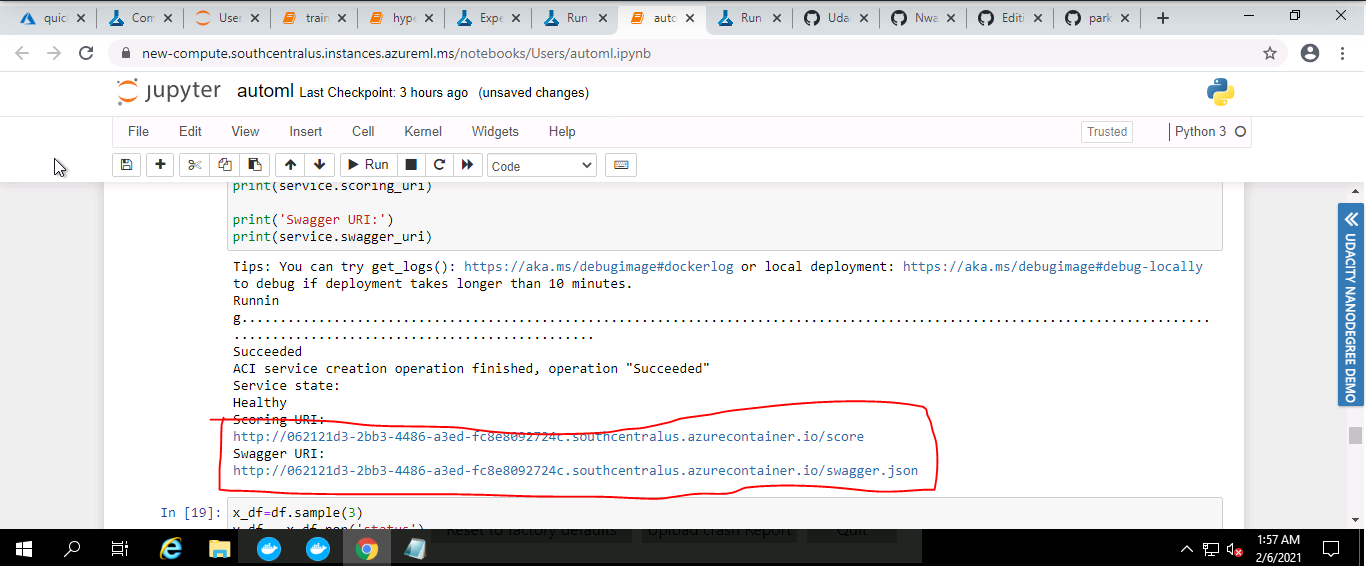 quicl
Com
User
train
hype
Expe
Run
auto
Run
Udac
Nwa
Editi
park
new-compute.southcentralus.instances.azureml.ms/notebooks/Users/automl.ipynb
jupyter automl Last Checkpoint: 3 hours ago (unsaved changes)
File Edit View Insert Cell Kernel Widgets Help Trusted Python 3
Run Code
print(service.scoring_uri)
print('Swagger URI:')
print(service.swagger_uri)
Tips: You can try get_logs(): https://aka.ms/debugimage#dockerlog or local deployment: https://aka.ms/debugimage#debug-locally
to debug if deployment takes longer than 10 minutes.
Runnin
g..............................................................................................................................
...............................................
Succeeded
ACI service creation operation finished, operation "Succeeded"
Service state:
Healthy
Scoring URI:
http://062121d3-2bb3-4486-a3ed-fc8e8092724c.southcentralus.azurecontainer.io/score
Swagger URI:
http://062121d3-2bb3-4486-a3ed-fc8e8092724c.southcentralus.azurecontainer.io/swagger.json
In [19]: x_df=df.sample(3)
UDACITY NANODEGREE DEMO
Reset to factory defaults Upload crash Report Quit
1:57 AM
2/6/2021